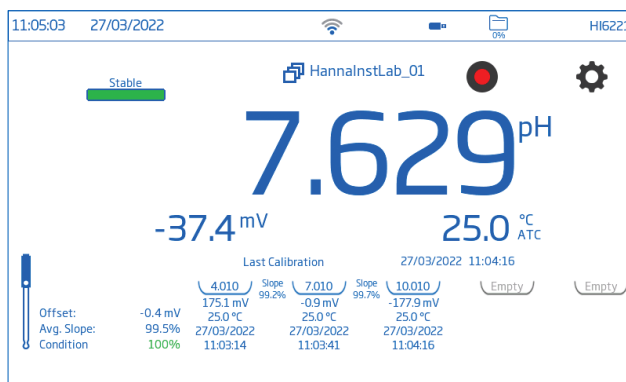 11:05:03 27/03/2022 0% HI6221
Stable HannaInstLab_01
7.629 pH
-37.4 mV 25.0 °C ATC
Last Calibration 27/03/2022 11:04:16
4.010 Slope 99.2% 7.010 Slope 99.7% 10.010 Empty Empty
175.1 mV -0.9 mV -177.9 mV
Offset: -0.4 mV 25.0 °C 25.0 °C 25.0 °C
Avg. Slope: 99.5% 27/03/2022 27/03/2022 27/03/2022
Condition 100% 11:03:14 11:03:41 11:04:16